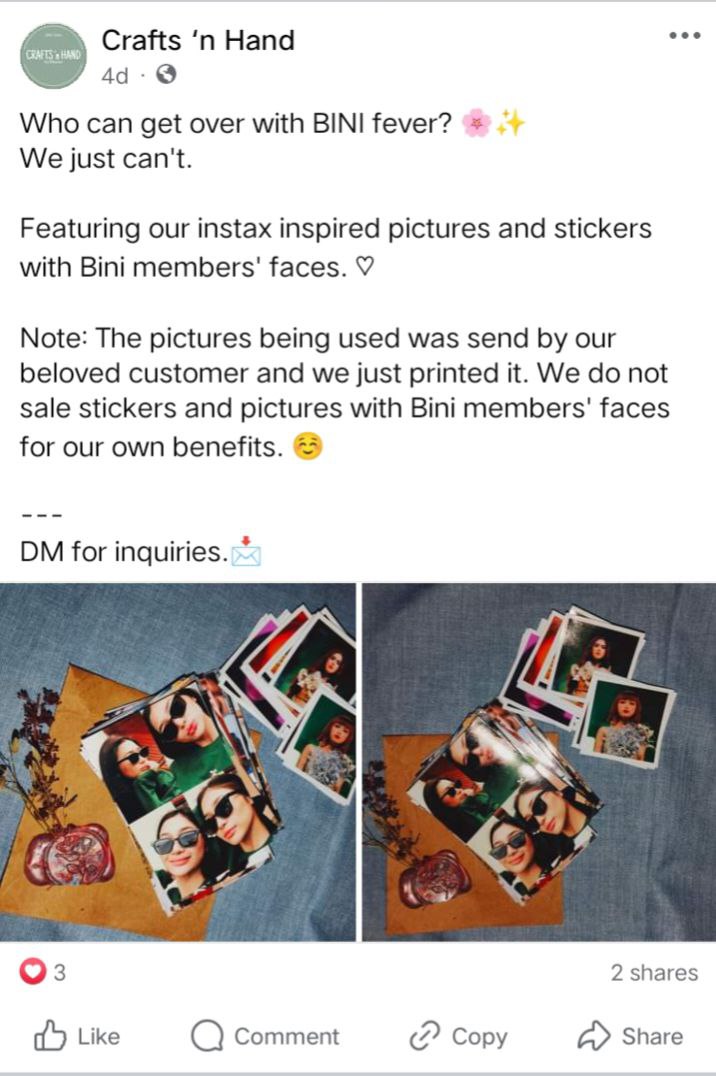 CRAFTS 'n HAND
Crafts 'n Hand
4d ·
Who can get over with BINI fever? 🌸✨
We just can't.
Featuring our instax inspired pictures and stickers
with Bini members' faces. ♡
Note: The pictures being used was send by our
beloved customer and we just printed it. We do not
sale stickers and pictures with Bini members' faces
for our own benefits. ☺️
---
DM for inquiries. 📩
3
2 shares
Like
Comment
Copy
Share